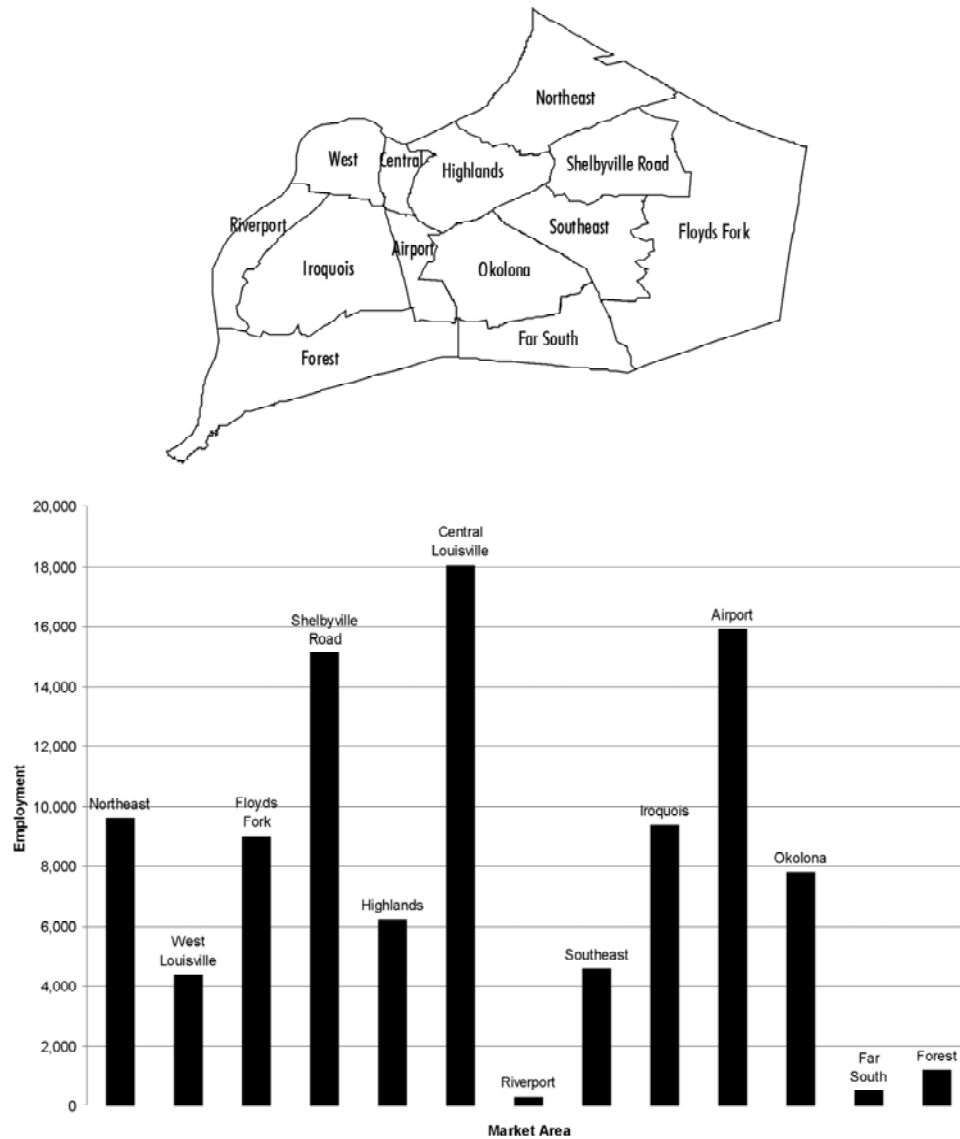 Northeast
West
Central
Highlands
Shelbyville Road
Riverport
Airport
Southeast
Floyds Fork
Iroquois
Okolona
Far South
Forest
20,000
18,000
16,000
14,000
12,000
10,000
8,000
6,000
4,000
2,000
0
Employment
Northeast
West
Louisville
Floyds
Fork
Shelbyville
Road
Highlands
Central
Louisville
Riverport
Southeast
Iroquois
Airport
Okolona
Far
South
Forest
Market Area